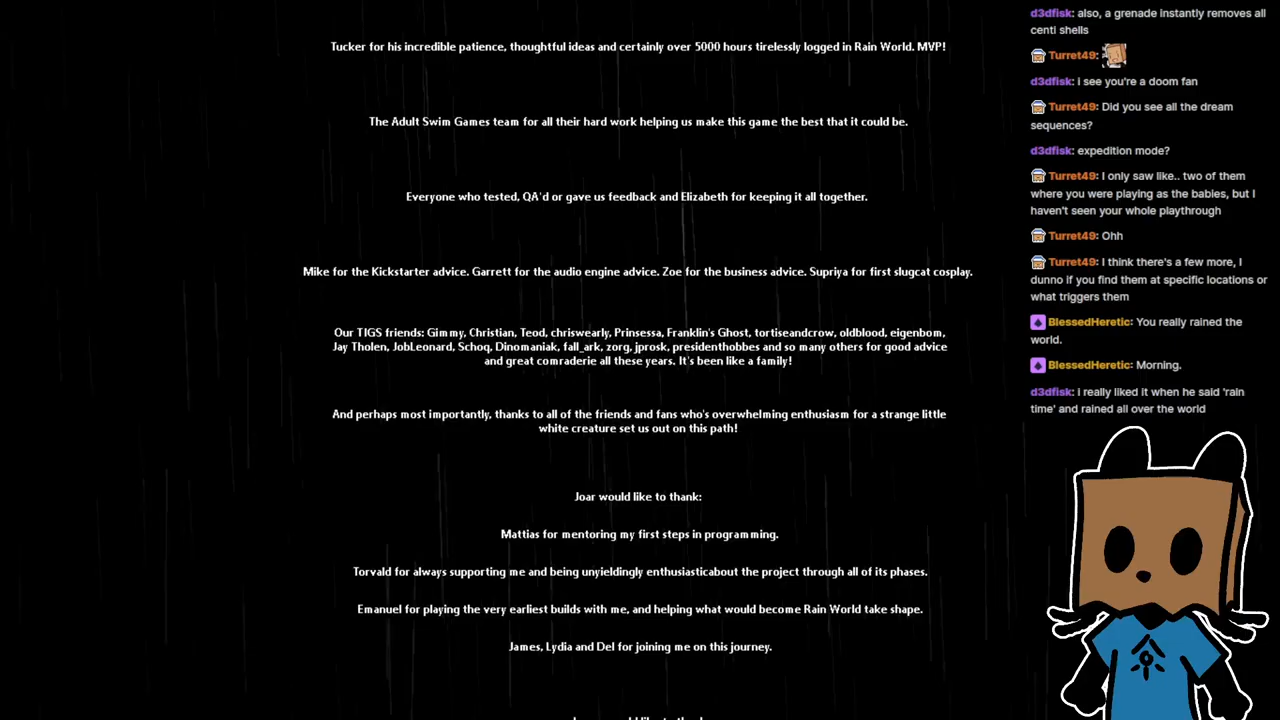 Tucker for his incredible patience, thoughtful ideas and certainly over 5000 hours tirelessly logged in Rain World. MVP!
The Adult Swim Games team for all their hard work helping us make this game the best that it could be.
Everyone who tested, QA'd or gave us feedback and Elizabeth for keeping it all together.
Mike for the Kickstarter advice. Garrett for the audio engine advice. Zoe for the business advice. Supriya for first slugcat cosplay.
Our TIGS friends: Gimmy, Christian, Teod, chriswearly, Prinsessa, Franklin's Ghost, tortiseandcrow, oldblood, eigenbom,
Jay Tholen, JobLeonard, Schoq, Dinomaniak, fall_ark, zorg, jprosk, presidenthobbes and so many others for good advice
and great comraderie all these years. It's been like a family!
And perhaps most importantly, thanks to all of the friends and fans who's overwhelming enthusiasm for a strange little
white creature set us out on this path!
Joar would like to thank:
Mattias for mentoring my first steps in programming.
Torvald for always supporting me and being unyieldingly enthusiasticabout the project through all of its phases.
Emanuel for playing the very earliest builds with me, and helping what would become Rain World take shape.
James, Lydia and Del for joining me on this journey.
d3dfisk: also, a grenade instantly removes all
centi shells
Turret49:
d3dfisk: i see you're a doom fan
Turret49: Did you see all the dream
sequences?
d3dfisk: expedition mode?
Turret49: I only saw like.. two of them
where you were playing as the babies, but I
haven't seen your whole playthrough
Turret49: Ohh
Turret49: I think there's a few more, I
dunno if you find them at specific locations or
what triggers them
BlessedHeretic: You really rained the
world.
BlessedHeretic: Morning.
d3dfisk: i really liked it when he said 'rain
time' and rained all over the world